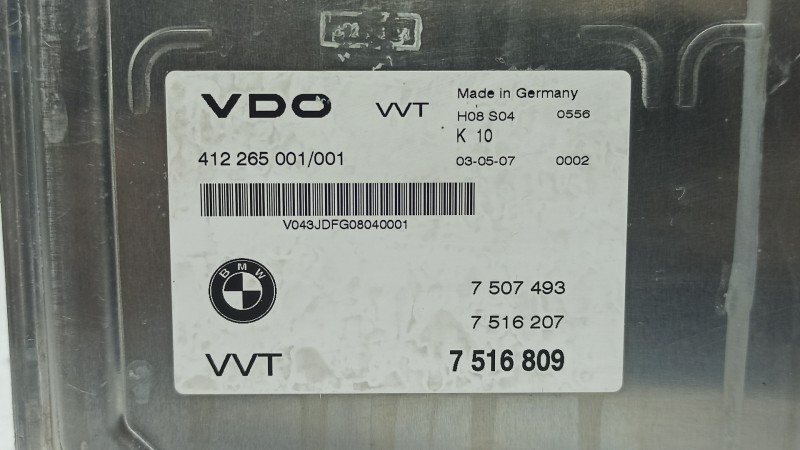 VDO VVT Made in Germany
H08 S04 0556
K 10
412 265 001/001 03-05-07 0002
V043JDFG08040001
BMW
7 507 493
7 516 207
VVT 7 516 809